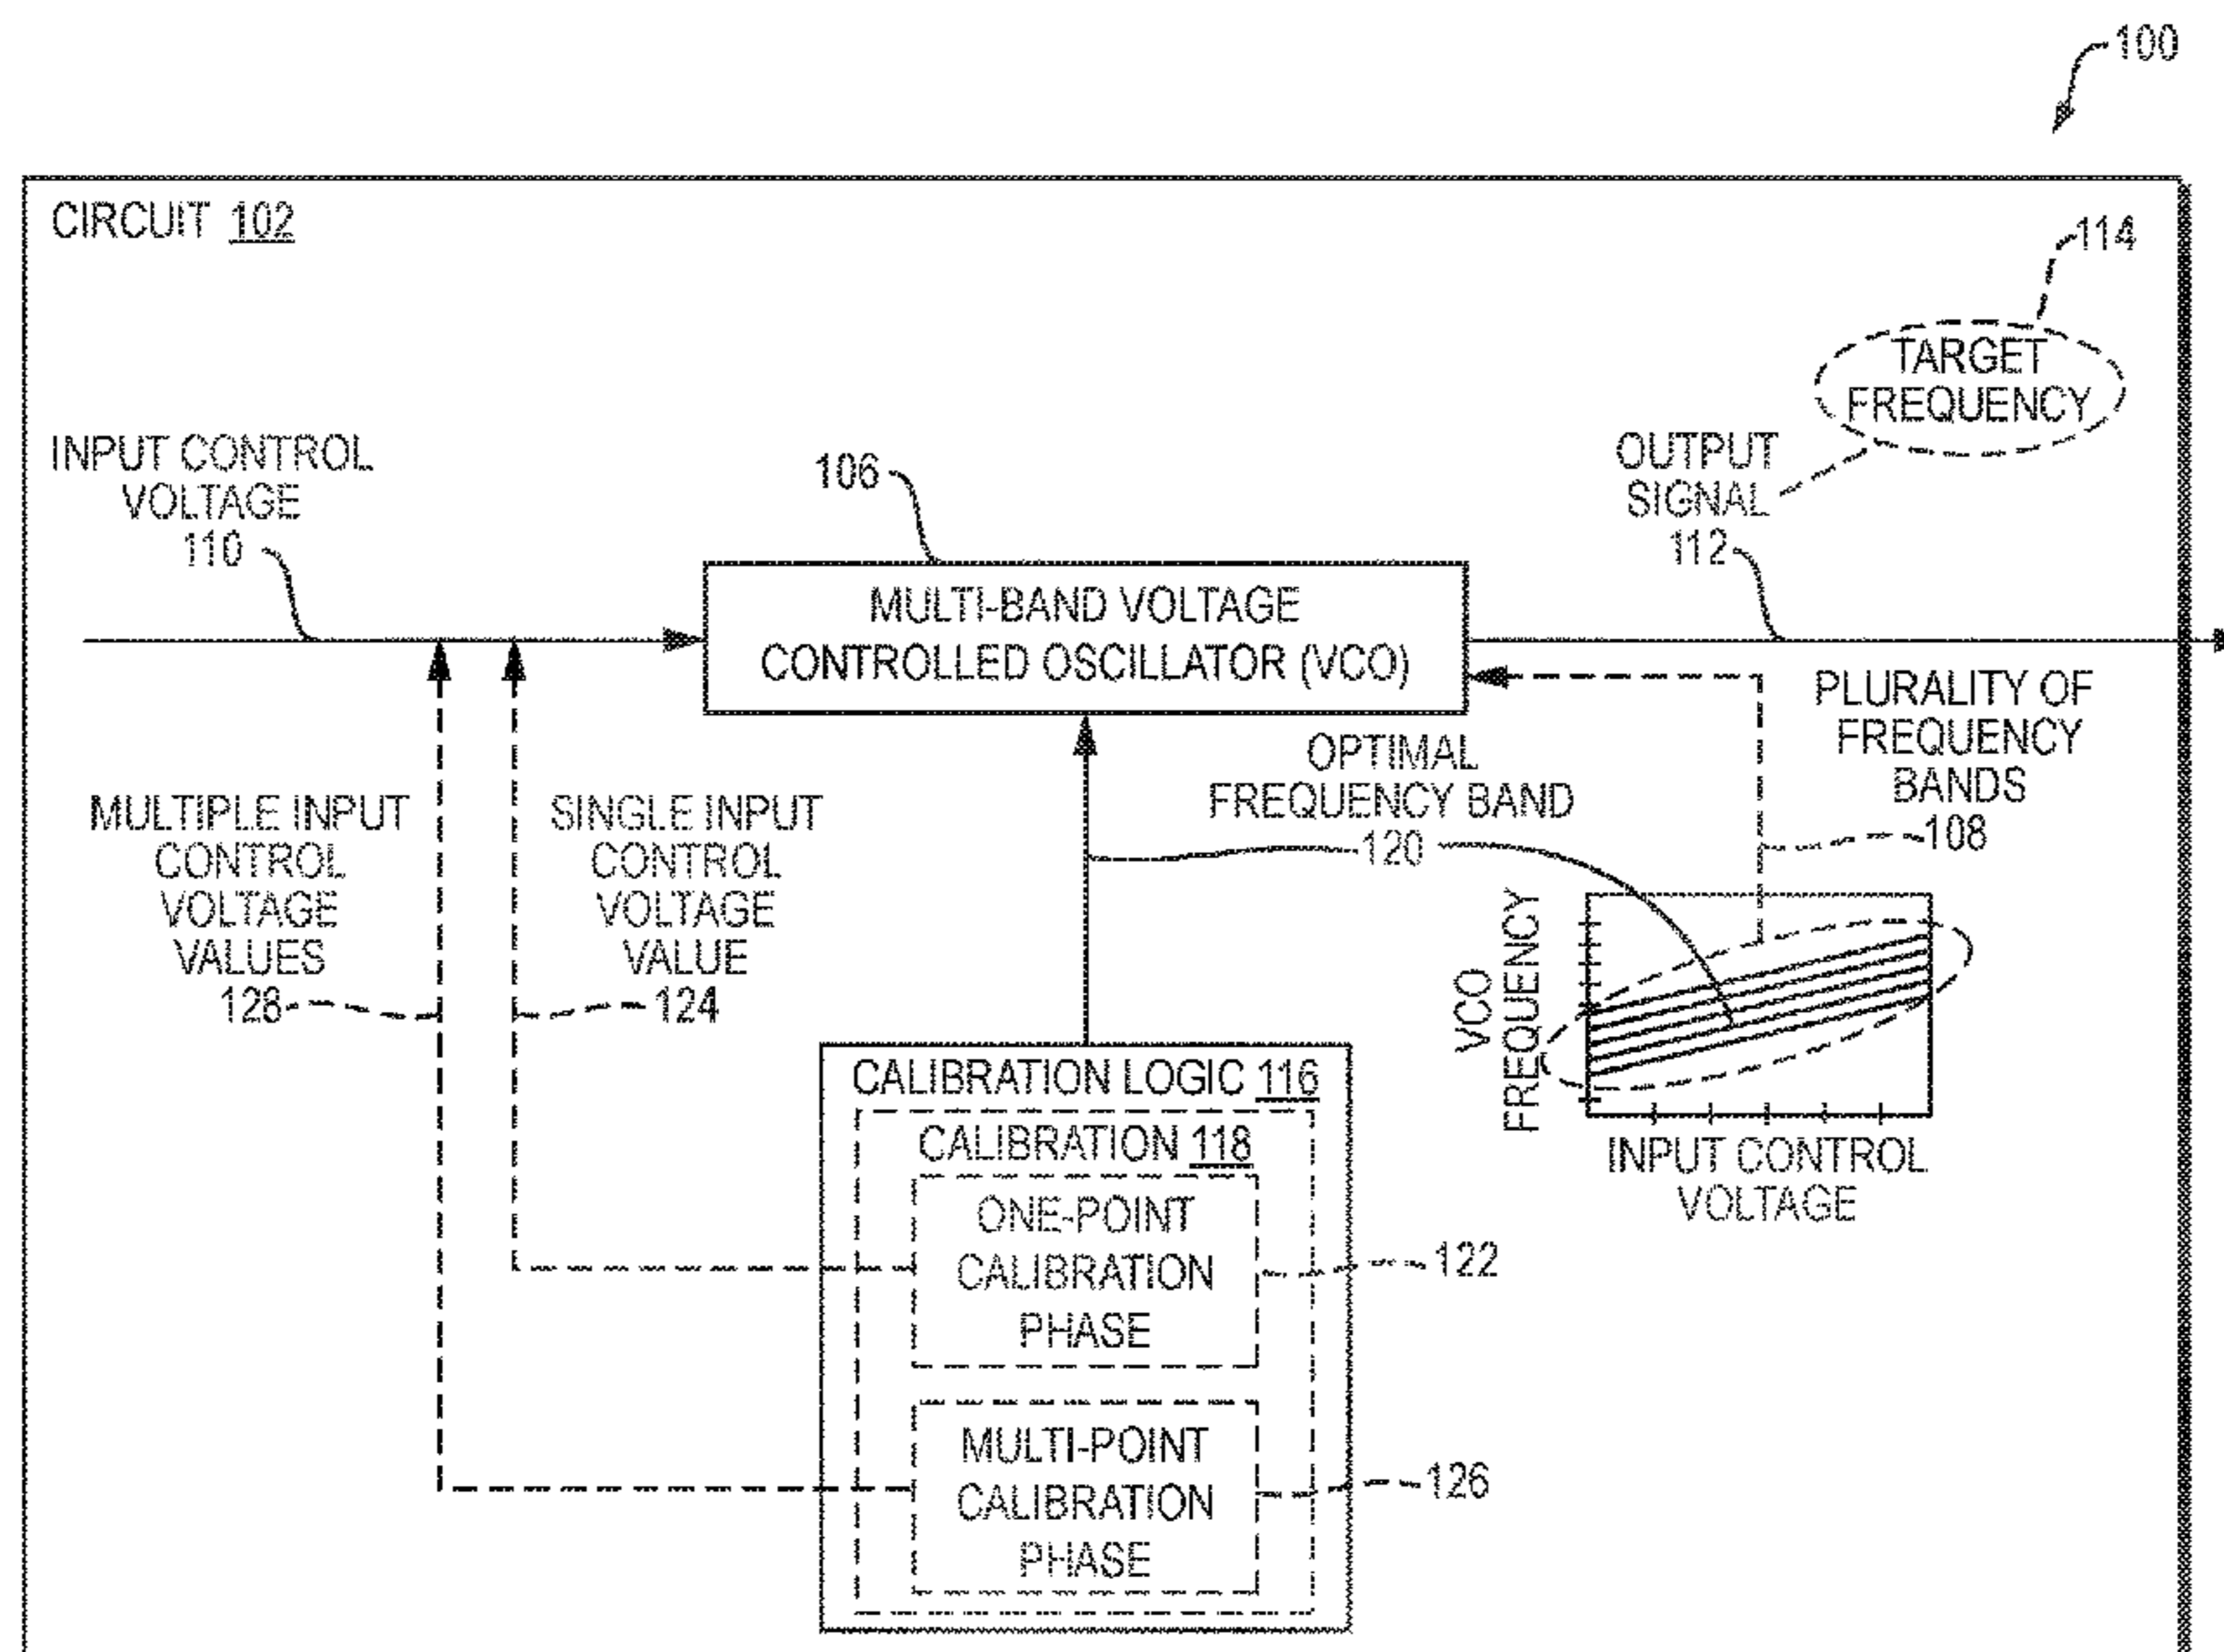 100
CIRCUIT 102
114
TARGET
FREQUENCY
INPUT CONTROL
VOLTAGE
110
106
OUTPUT
SIGNAL
112
MULTI-BAND VOLTAGE
CONTROLLED OSCILLATOR (VCO)
PLURALITY OF
FREQUENCY
BANDS
108
OPTIMAL
FREQUENCY BAND
120
MULTIPLE INPUT
CONTROL
VOLTAGE
VALUES
128
SINGLE INPUT
CONTROL
VOLTAGE
VALUE
124
VCO
FREQUENCY
INPUT CONTROL
VOLTAGE
CALIBRATION LOGIC 116
CALIBRATION 118
ONE-POINT
CALIBRATION
PHASE
122
MULTI-POINT
CALIBRATION
PHASE
126